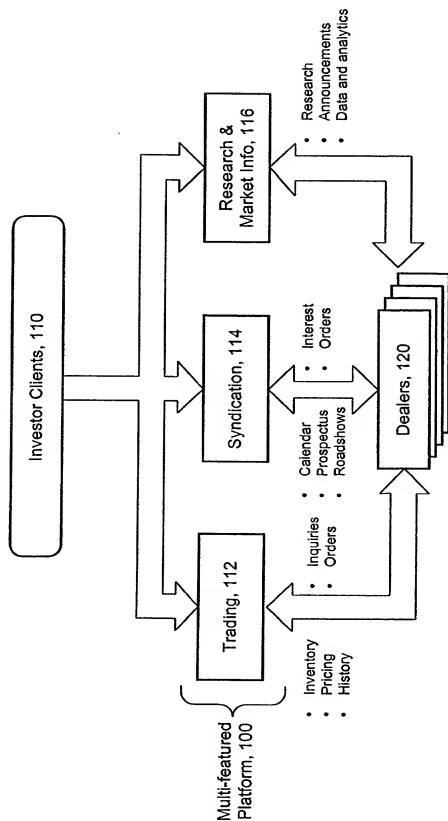 Investor Clients, 110
Multi-featured
Platform, 100
Trading, 112
Syndication, 114
Research &
Market Info, 116
• Inventory
• Pricing
• History
• Inquiries
• Orders
• Calendar
• Prospectus
• Roadshows
• Interest
• Orders
• Research
• Announcements
• Data and analytics
Dealers, 120